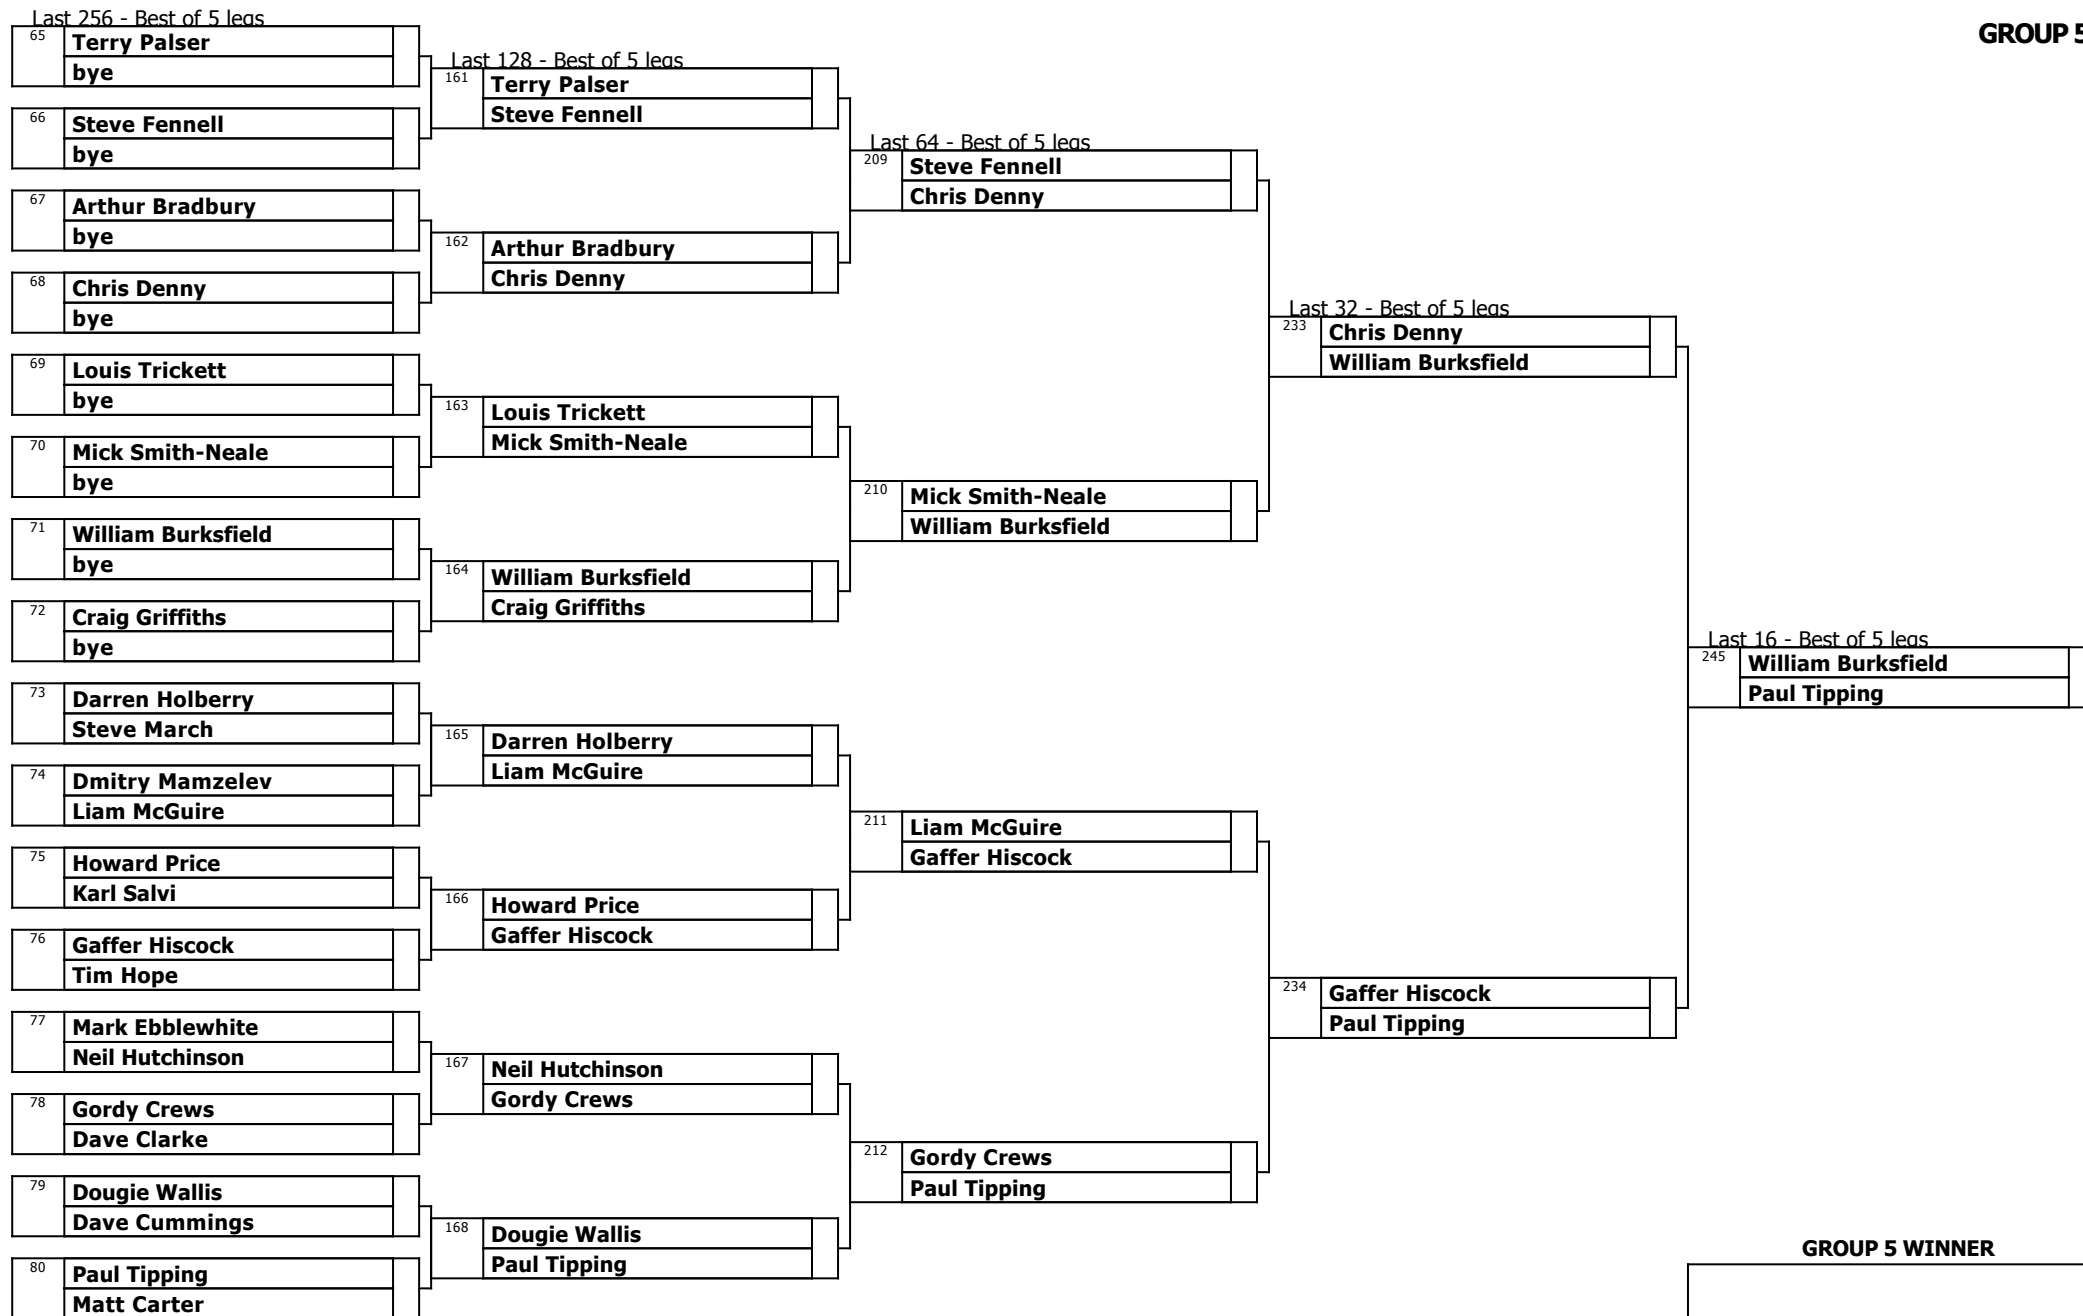 Last 256 - Best of 5 legs
GROUP 5
65
Terry Palser
bye
66
Steve Fennell
bye
67
Arthur Bradbury
bye
68
Chris Denny
bye
69
Louis Trickett
bye
70
Mick Smith-Neale
bye
71
William Burksfield
bye
72
Craig Griffiths
bye
73
Darren Holberry
Steve March
74
Dmitry Mamzelev
Liam McGuire
75
Howard Price
Karl Salvi
76
Gaffer Hiscock
Tim Hope
77
Mark Ebblewhite
Neil Hutchinson
78
Gordy Crews
Dave Clarke
79
Dougie Wallis
Dave Cummings
80
Paul Tipping
Matt Carter
Last 128 - Best of 5 legs
161
Terry Palser
Steve Fennell
162
Arthur Bradbury
Chris Denny
163
Louis Trickett
Mick Smith-Neale
164
William Burksfield
Craig Griffiths
165
Darren Holberry
Liam McGuire
166
Howard Price
Gaffer Hiscock
167
Neil Hutchinson
Gordy Crews
168
Dougie Wallis
Paul Tipping
Last 64 - Best of 5 legs
209
Steve Fennell
Chris Denny
210
Mick Smith-Neale
William Burksfield
211
Liam McGuire
Gaffer Hiscock
212
Gordy Crews
Paul Tipping
Last 32 - Best of 5 legs
233
Chris Denny
William Burksfield
234
Gaffer Hiscock
Paul Tipping
Last 16 - Best of 5 legs
245
William Burksfield
Paul Tipping
GROUP 5 WINNER